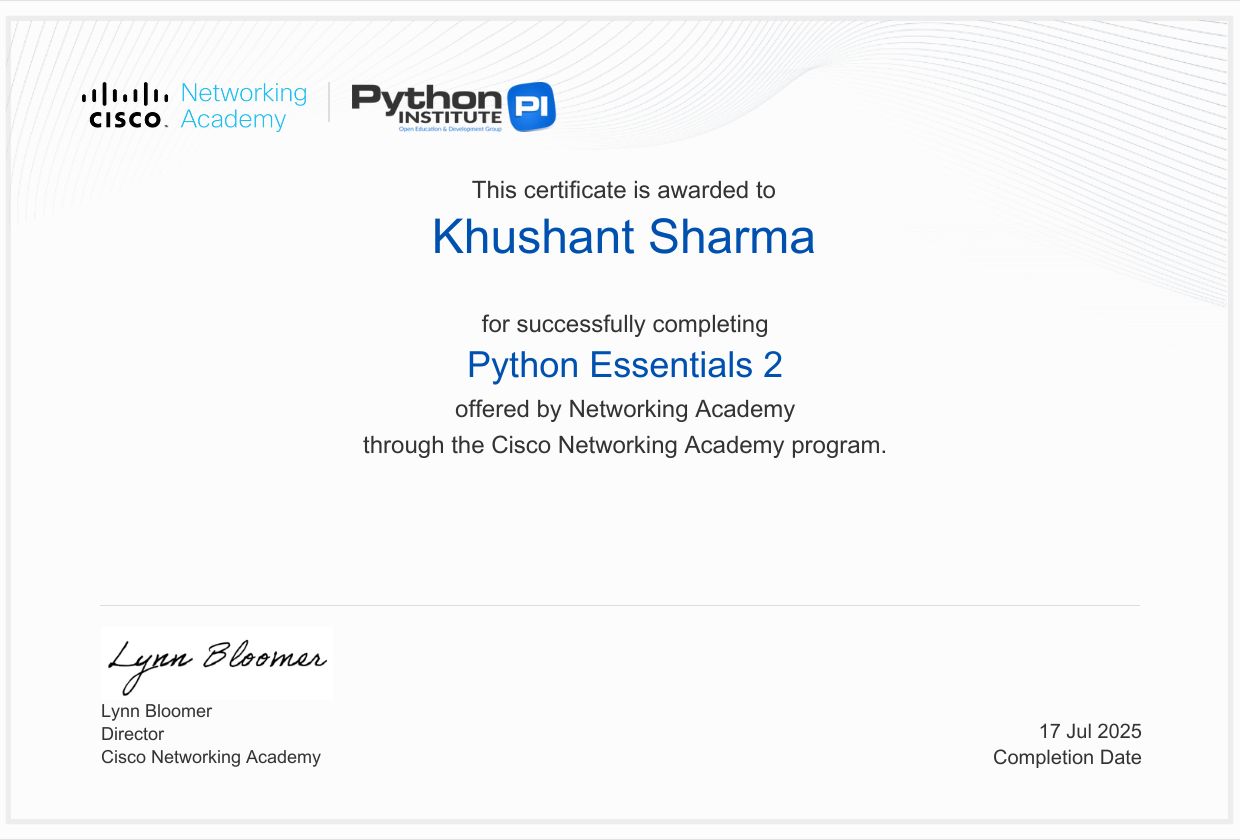 CISCO Networking Academy
Python INSTITUTE PI
Open Education & Development Group
This certificate is awarded to
Khushant Sharma
for successfully completing
Python Essentials 2
offered by Networking Academy
through the Cisco Networking Academy program.
Lynn Bloomer
Lynn Bloomer
Director
Cisco Networking Academy
17 Jul 2025
Completion Date